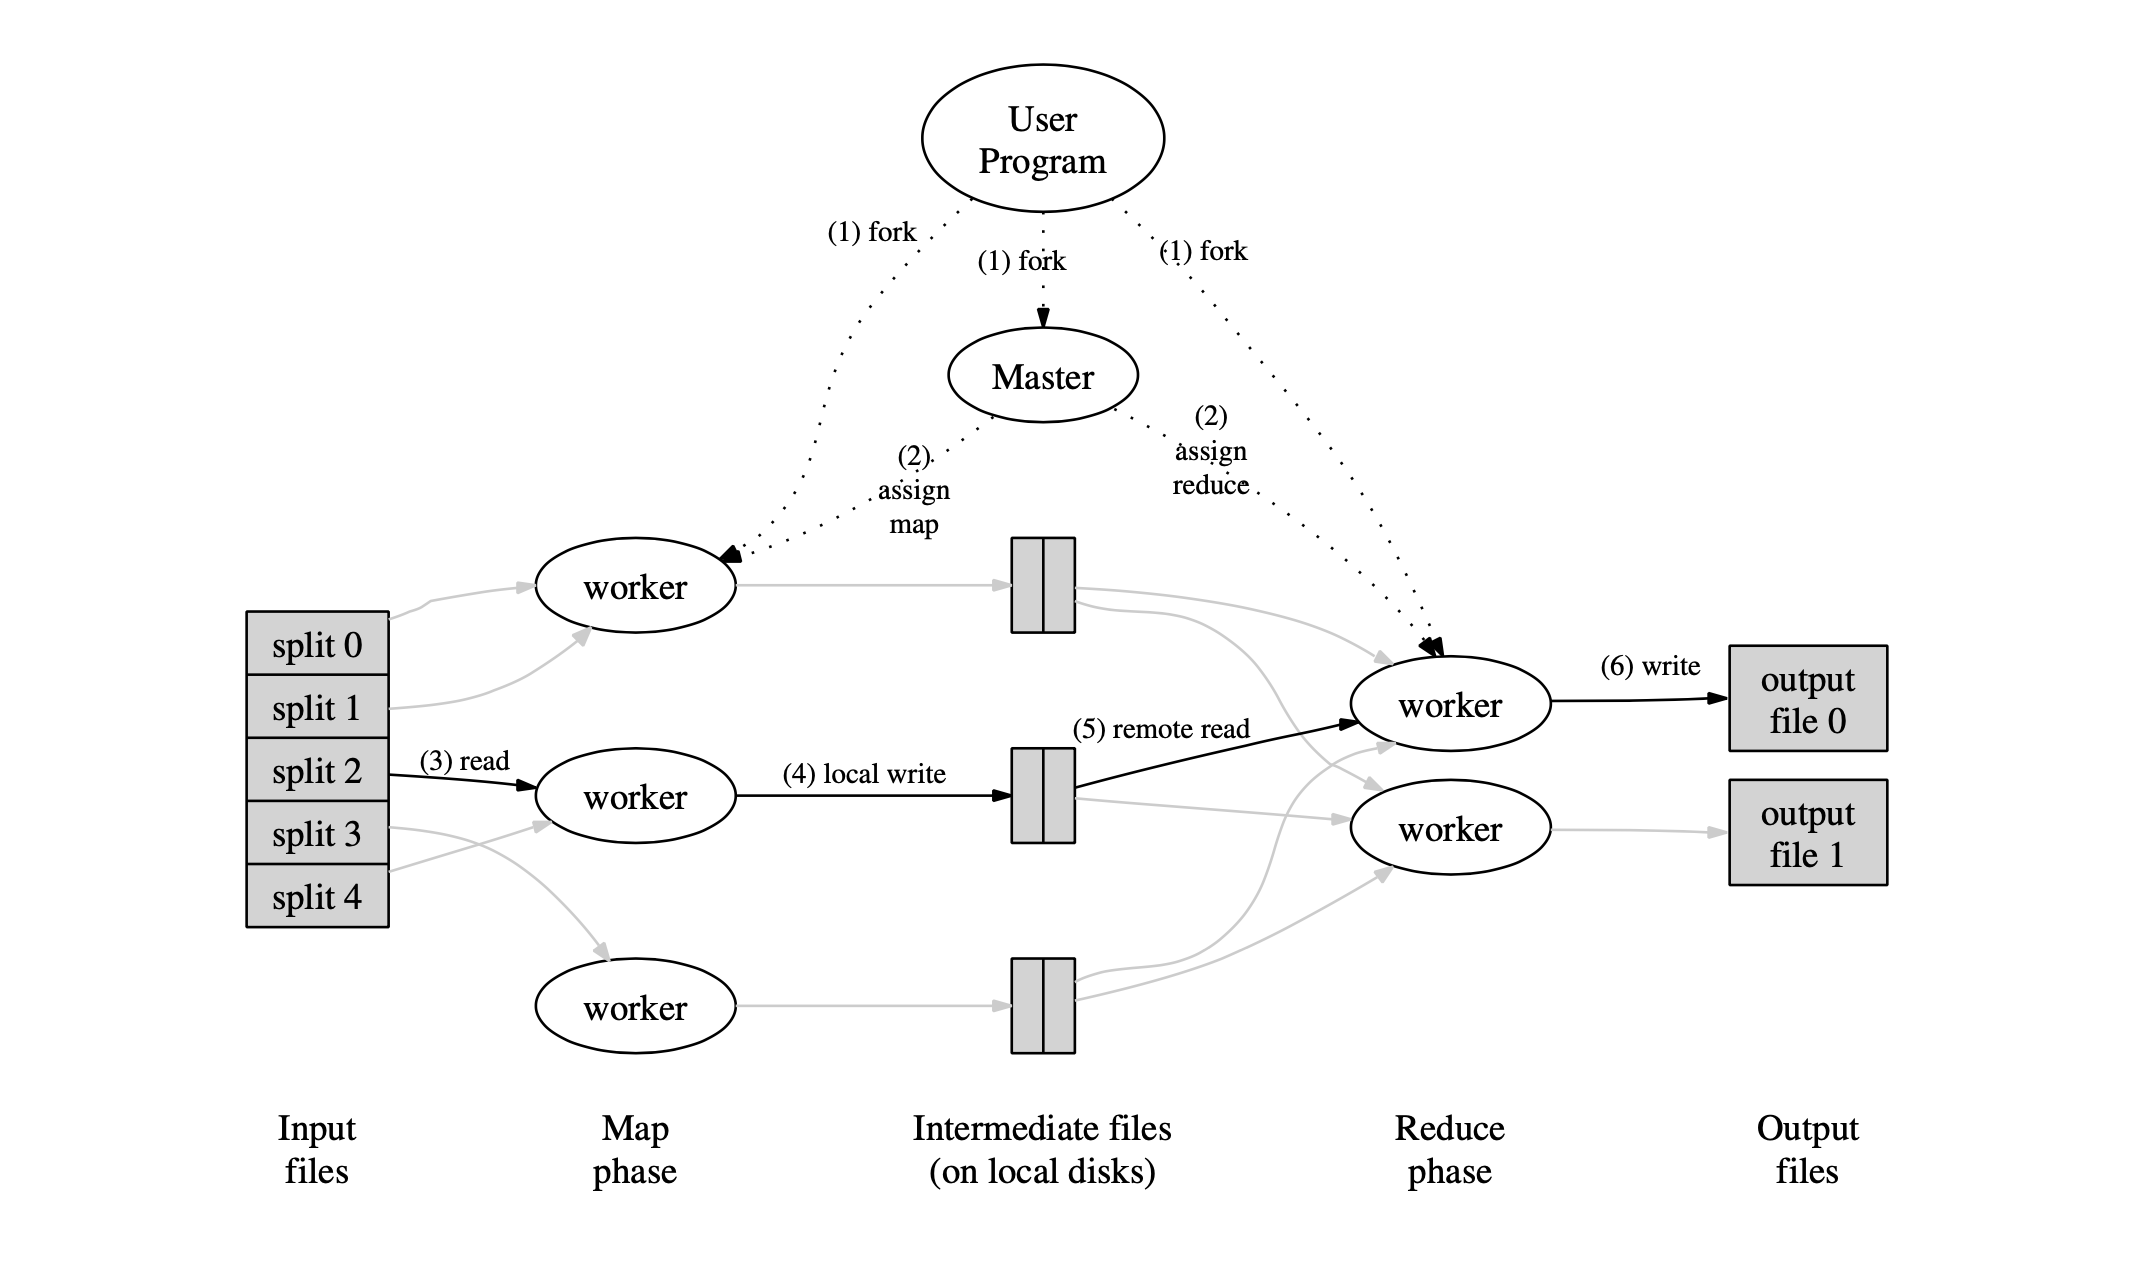 User
Program
(1) fork
(1) fork
(1) fork
Master
(2)
assign
map
(2)
assign
reduce
worker
split 0
split 1
split 2
split 3
split 4
(3) read
worker
(4) local write
worker
(5) remote read
worker
worker
(6) write
output
file 0
output
file 1
Input
files
Map
phase
Intermediate files
(on local disks)
Reduce
phase
Output
files